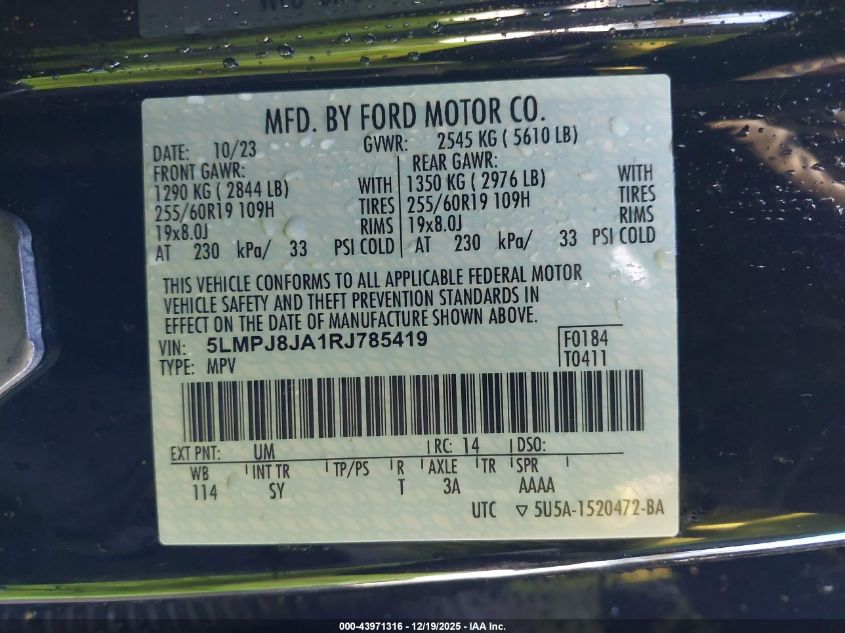 MFD. BY FORD MOTOR CO.
DATE: 10/23 GVWR: 2545 KG ( 5610 LB)
FRONT GAWR: REAR GAWR:
1290 KG ( 2844 LB) WITH 1350 KG ( 2976 LB) WITH
255/60R19 109H TIRES 255/60R19 109H TIRES
19x8.0J RIMS 19x8.0J RIMS
AT 230 kPa/ 33 PSI COLD AT 230 kPa/ 33 PSI COLD
THIS VEHICLE CONFORMS TO ALL APPLICABLE FEDERAL MOTOR
VEHICLE SAFETY AND THEFT PREVENTION STANDARDS IN
EFFECT ON THE DATE OF MANUFACTURE SHOWN ABOVE.
VIN: 5LMPJ8JA1RJ785419 F0184
TYPE: MPV T0411
EXT PNT: UM RC: 14 DSO:
WB INT TR TP/PS R AXLE TR SPR
114 SY T 3A AAAA
UTC ▽ 5U5A-1520472-BA
000-43971316 - 12/19/2025 - IAA Inc.